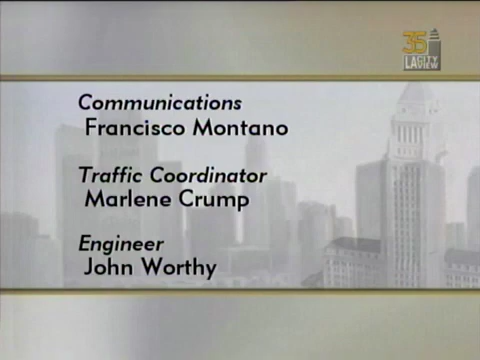 35
LA CITY
VIEW
Communications
Francisco Montano
Traffic Coordinator
Marlene Crump
Engineer
John Worthy